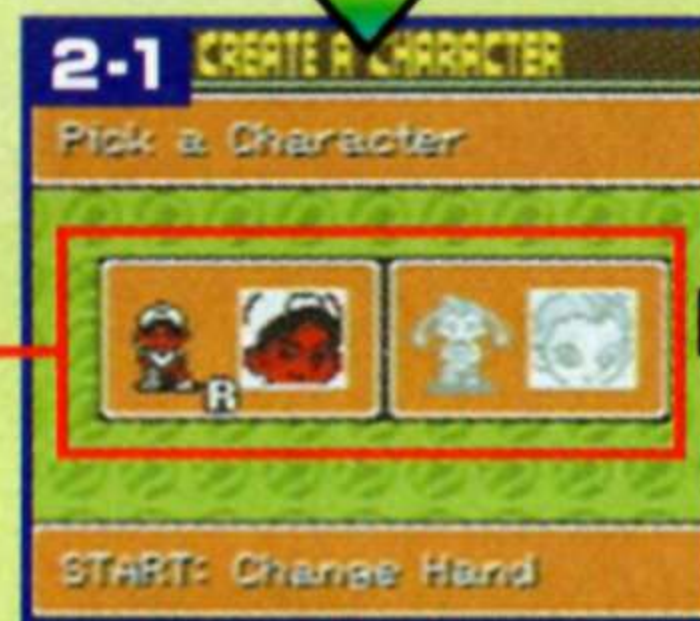 2-1
CREATE A CHARACTER
Pick a Character
R
START: Change Hand